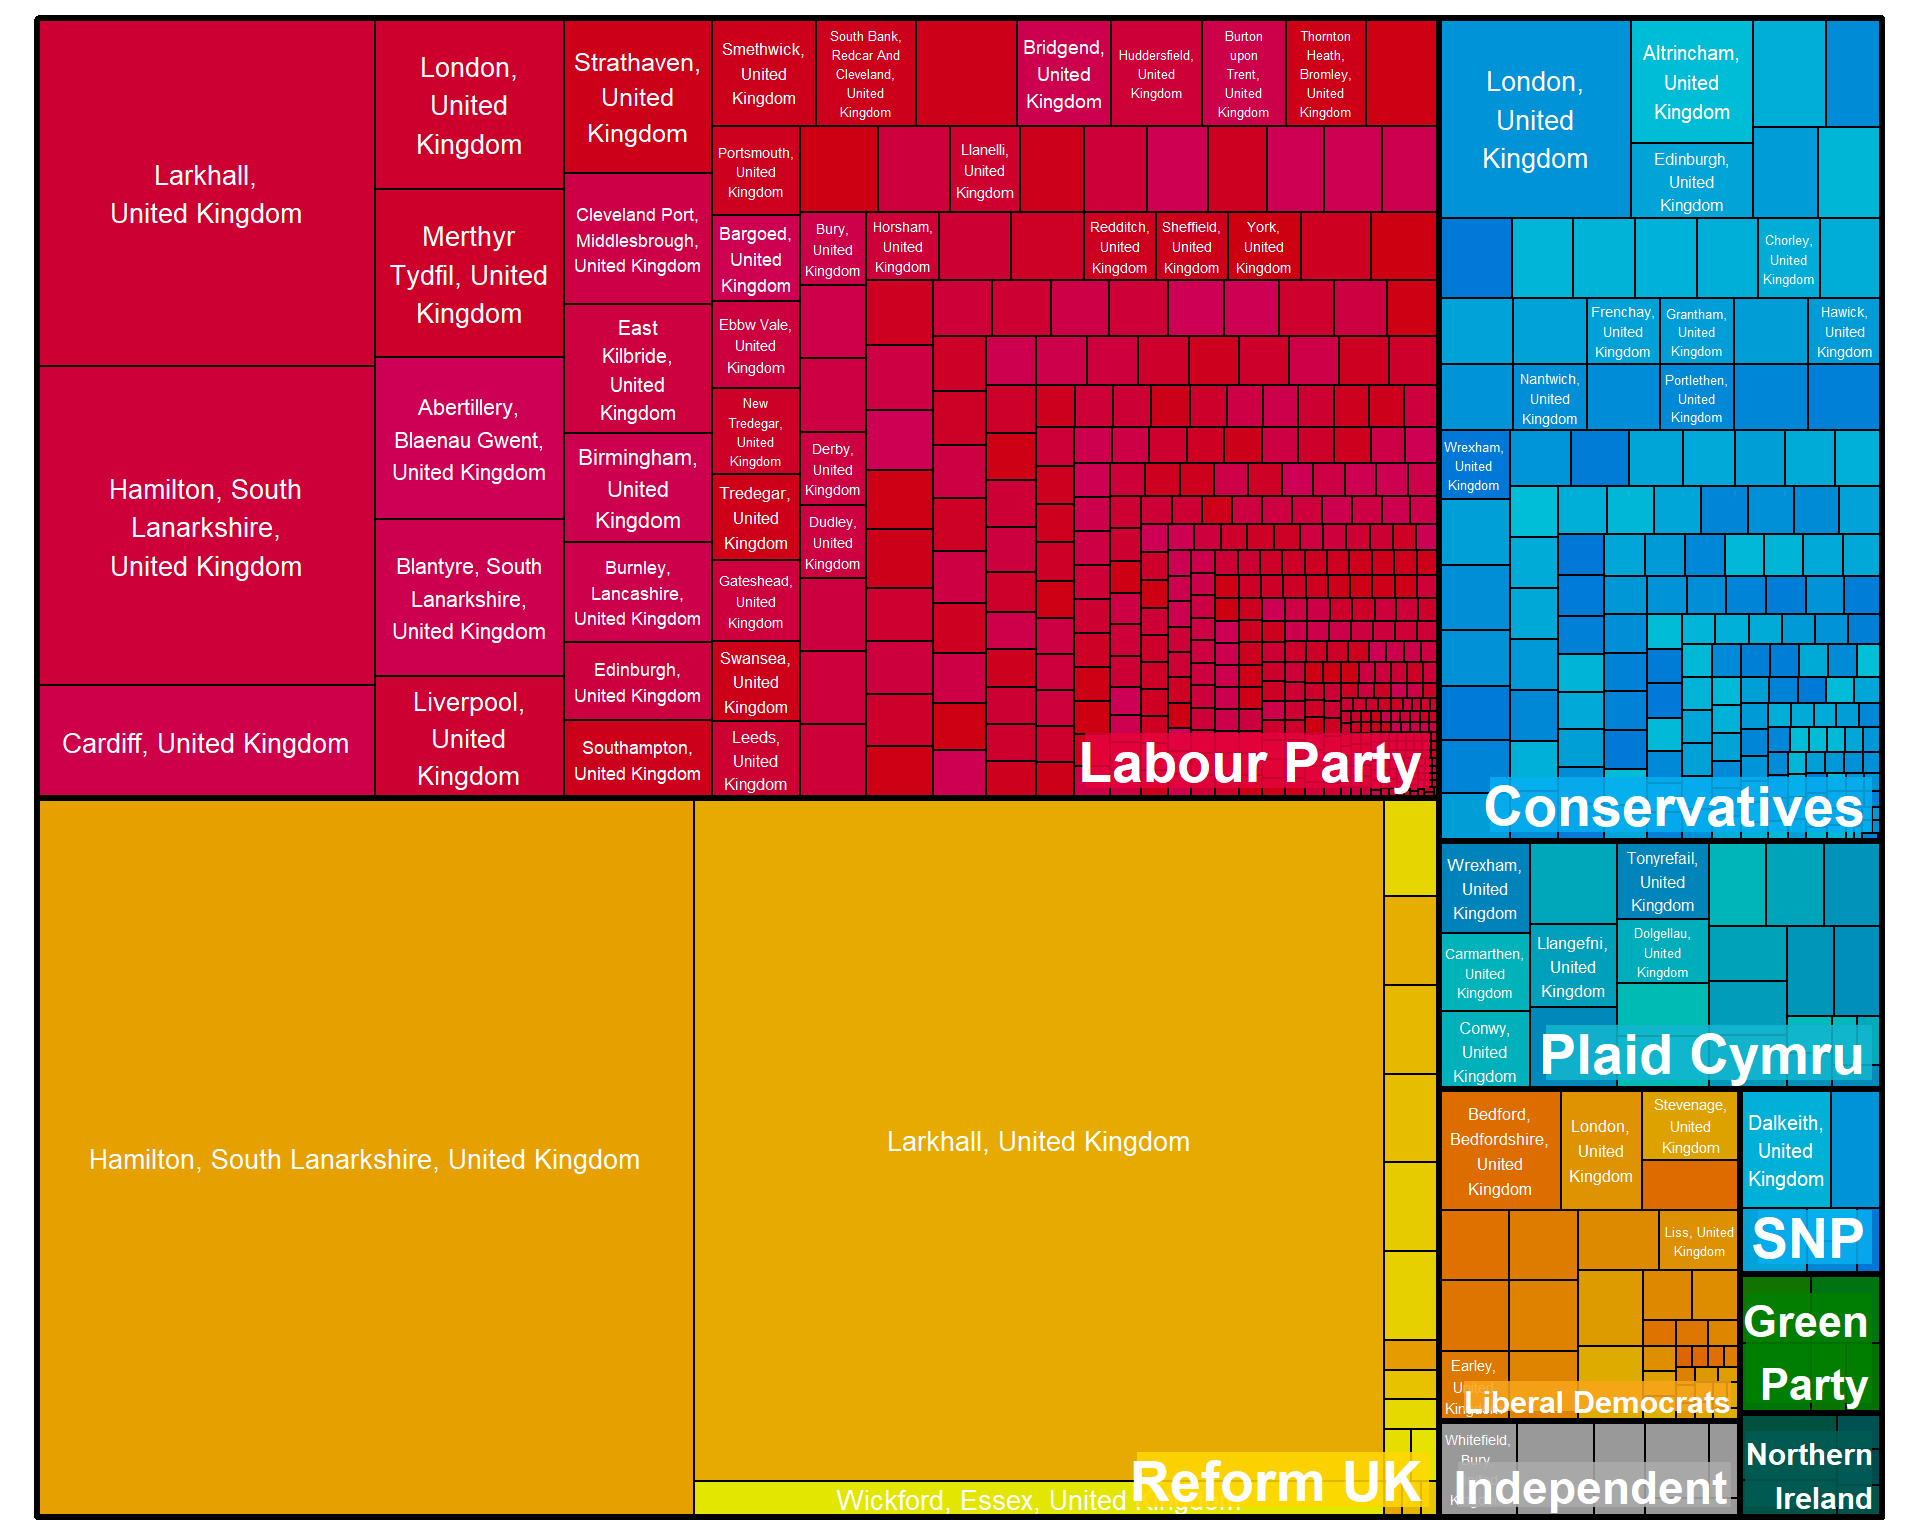 Larkhall,
United Kingdom
Hamilton, South
Lanarkshire,
United Kingdom
Cardiff, United Kingdom
London,
United
Kingdom
Merthyr
Tydfil, United
Kingdom
Abertillery,
Blaenau Gwent,
United Kingdom
Blantyre, South
Lanarkshire,
United Kingdom
Liverpool,
United
Kingdom
Strathaven,
United
Kingdom
Cleveland Port,
Middlesbrough,
United Kingdom
East
Kilbride,
United
Kingdom
Birmingham,
United
Kingdom
Burnley,
Lancashire,
United Kingdom
Edinburgh,
United Kingdom
Southampton,
United Kingdom
Smethwick,
United
Kingdom
South Bank,
Redcar And
Cleveland,
United
Kingdom
Bridgend,
United
Kingdom
Huddersfield,
United
Kingdom
Burton
upon
Trent,
United
Kingdom
Thornton
Heath,
Bromley,
United
Kingdom
Portsmouth,
United
Kingdom
Llanelli,
United
Kingdom
Bargoed,
United
Kingdom
Bury,
United
Kingdom
Horsham,
United
Kingdom
Redditch,
United
Kingdom
Sheffield,
United
Kingdom
York,
United
Kingdom
Ebbw Vale,
United
Kingdom
New
Tredegar,
United
Kingdom
Derby,
United
Kingdom
Tredegar,
United
Kingdom
Dudley,
United
Kingdom
Gateshead,
United
Kingdom
Swansea,
United
Kingdom
Leeds,
United
Kingdom
Labour Party
London,
United
Kingdom
Altrincham,
United
Kingdom
Edinburgh,
United
Kingdom
Chorley,
United
Kingdom
Frenchay,
United
Kingdom
Grantham,
United
Kingdom
Hawick,
United
Kingdom
Nantwich,
United
Kingdom
Portlethen,
United
Kingdom
Wrexham,
United
Kingdom
Conservatives
Hamilton, South Lanarkshire, United Kingdom
Larkhall, United Kingdom
Wickford, Essex, United Kingdom
Reform UK
Wrexham,
United
Kingdom
Tonyrefail,
United
Kingdom
Carmarthen,
United
Kingdom
Llangefni,
United
Kingdom
Dolgellau,
United
Kingdom
Conwy,
United
Kingdom
Plaid Cymru
Bedford,
Bedfordshire,
United
Kingdom
London,
United
Kingdom
Stevenage,
United
Kingdom
Liss, United
Kingdom
Earley,
United
Kingdom
Liberal Democrats
Dalkeith,
United
Kingdom
SNP
Green
Party
Whitefield,
Bury,
Independent
Northern
Ireland